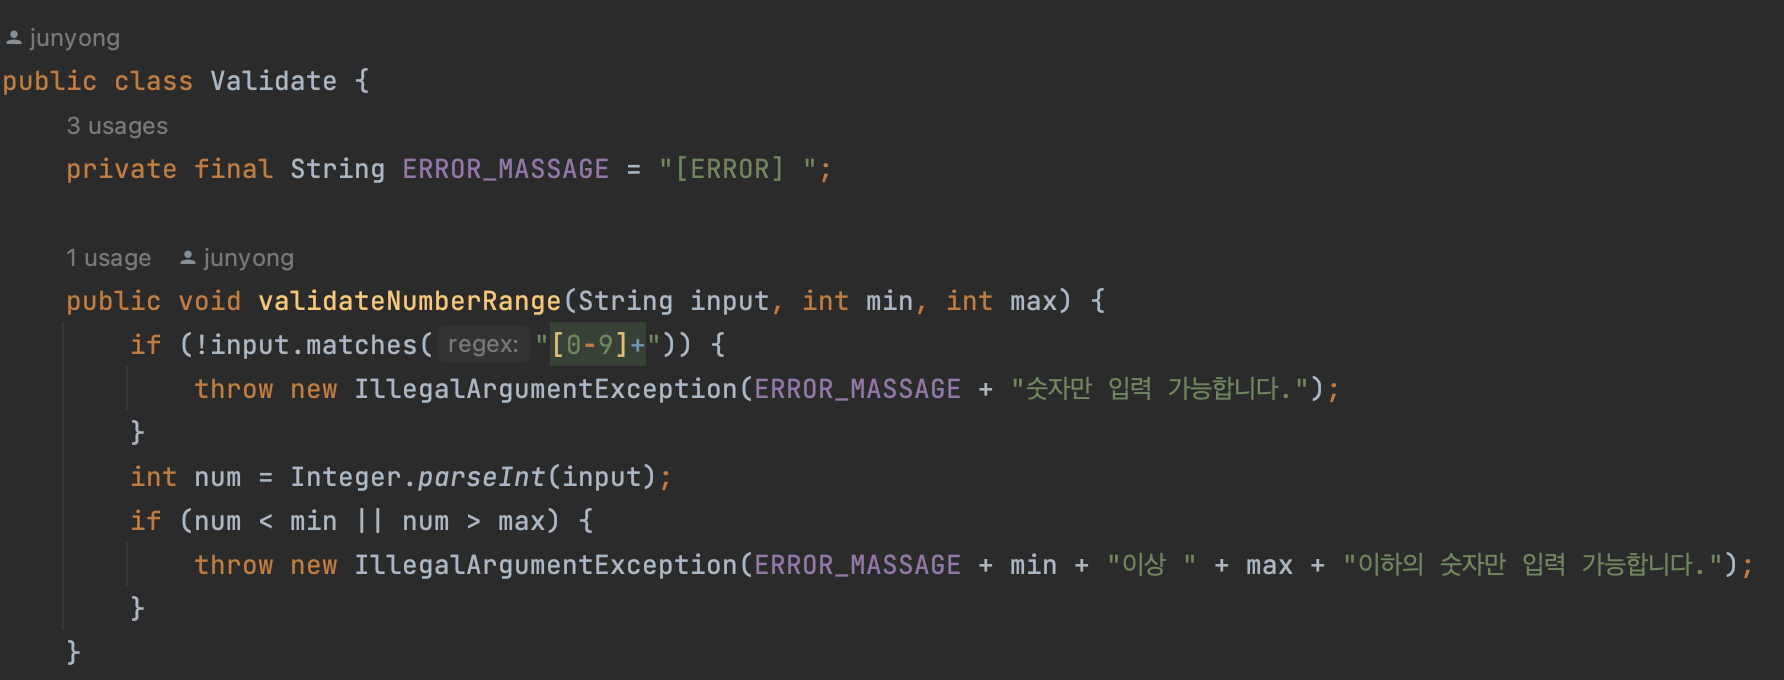 junyong
public class Validate {
3 usages
private final String ERROR_MASSAGE = "[ERROR] ";
1 usage junyong
public void validateNumberRange(String input, int min, int max) {
if (!input.matches( regex: "[0-9]+")) {
throw new IllegalArgumentException(ERROR_MASSAGE + "숫자만 입력 가능합니다.");
}
int num = Integer.parseInt(input);
if (num < min || num > max) {
throw new IllegalArgumentException(ERROR_MASSAGE + min + "이상 " + max + "이하의 숫자만 입력 가능합니다.");
}
}